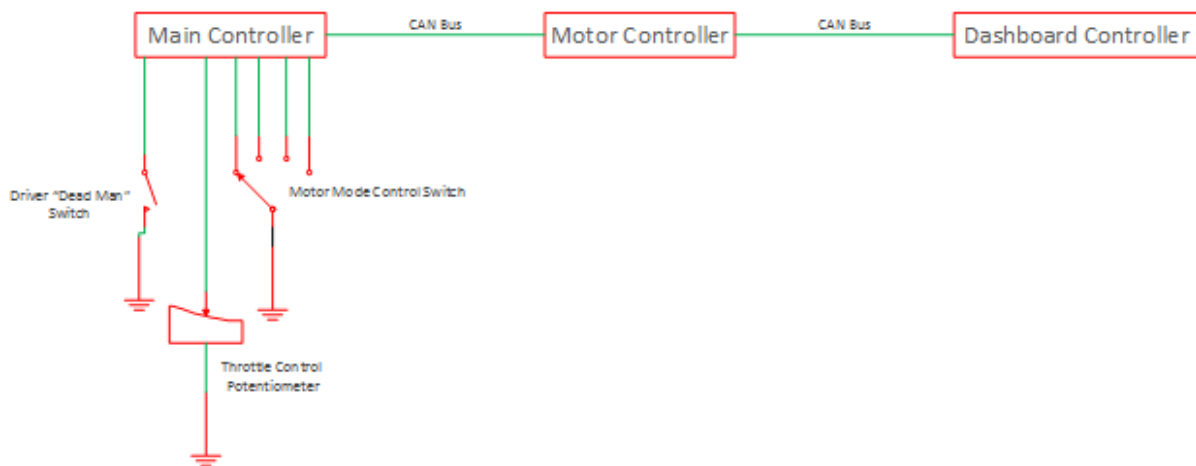 Main Controller
CAN Bus
Motor Controller
CAN Bus
Dashboard Controller
Driver “Dead Man”
Switch
Motor Mode Control Switch
Throttle Control
Potentiometer